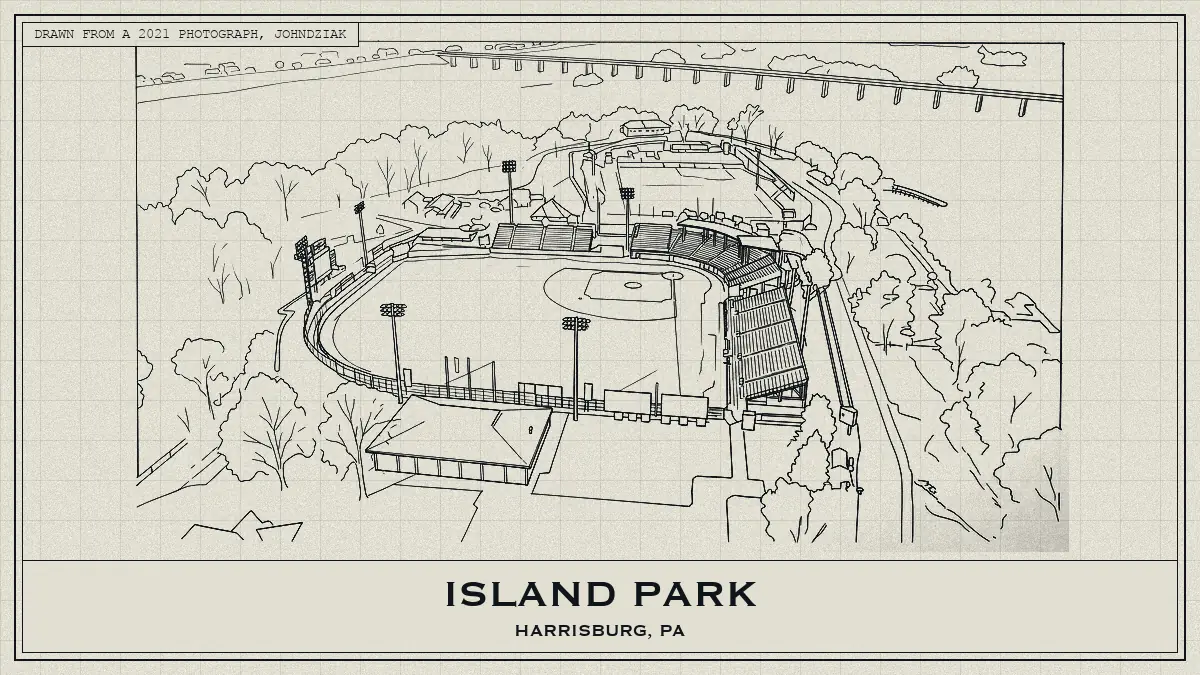 DRAWN FROM A 2021 PHOTOGRAPH, JOHNDZIAK
ISLAND PARK
HARRISBURG, PA